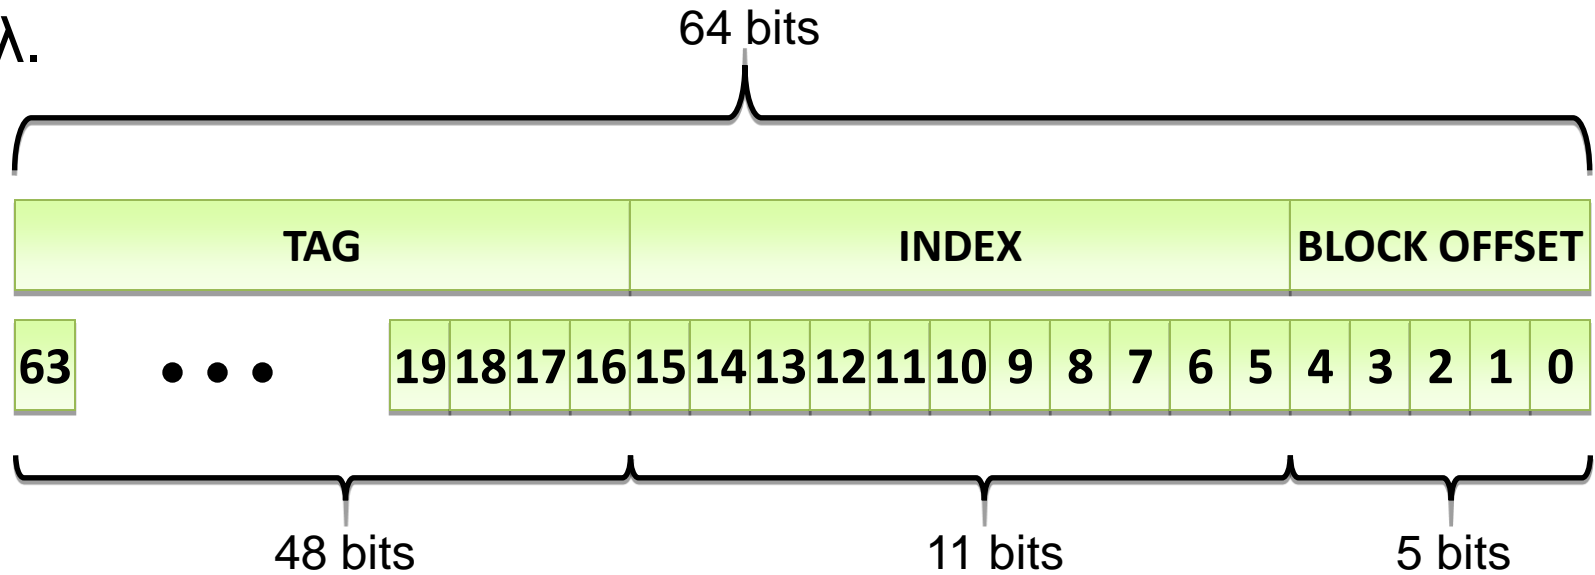 λ.
64 bits
TAG INDEX BLOCK OFFSET
63 • • • 19 18 17 16 15 14 13 12 11 10 9 8 7 6 5 4 3 2 1 0
48 bits 11 bits 5 bits